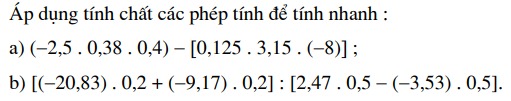 Áp dụng tính chất các phép tính để tính nhanh :
a) (−2,5 . 0,38 . 0,4) − [0,125 . 3,15 . (−8)] ;
b) [(−20,83) . 0,2 + (−9,17) . 0,2] : [2,47 . 0,5 − (−3,53) . 0,5].